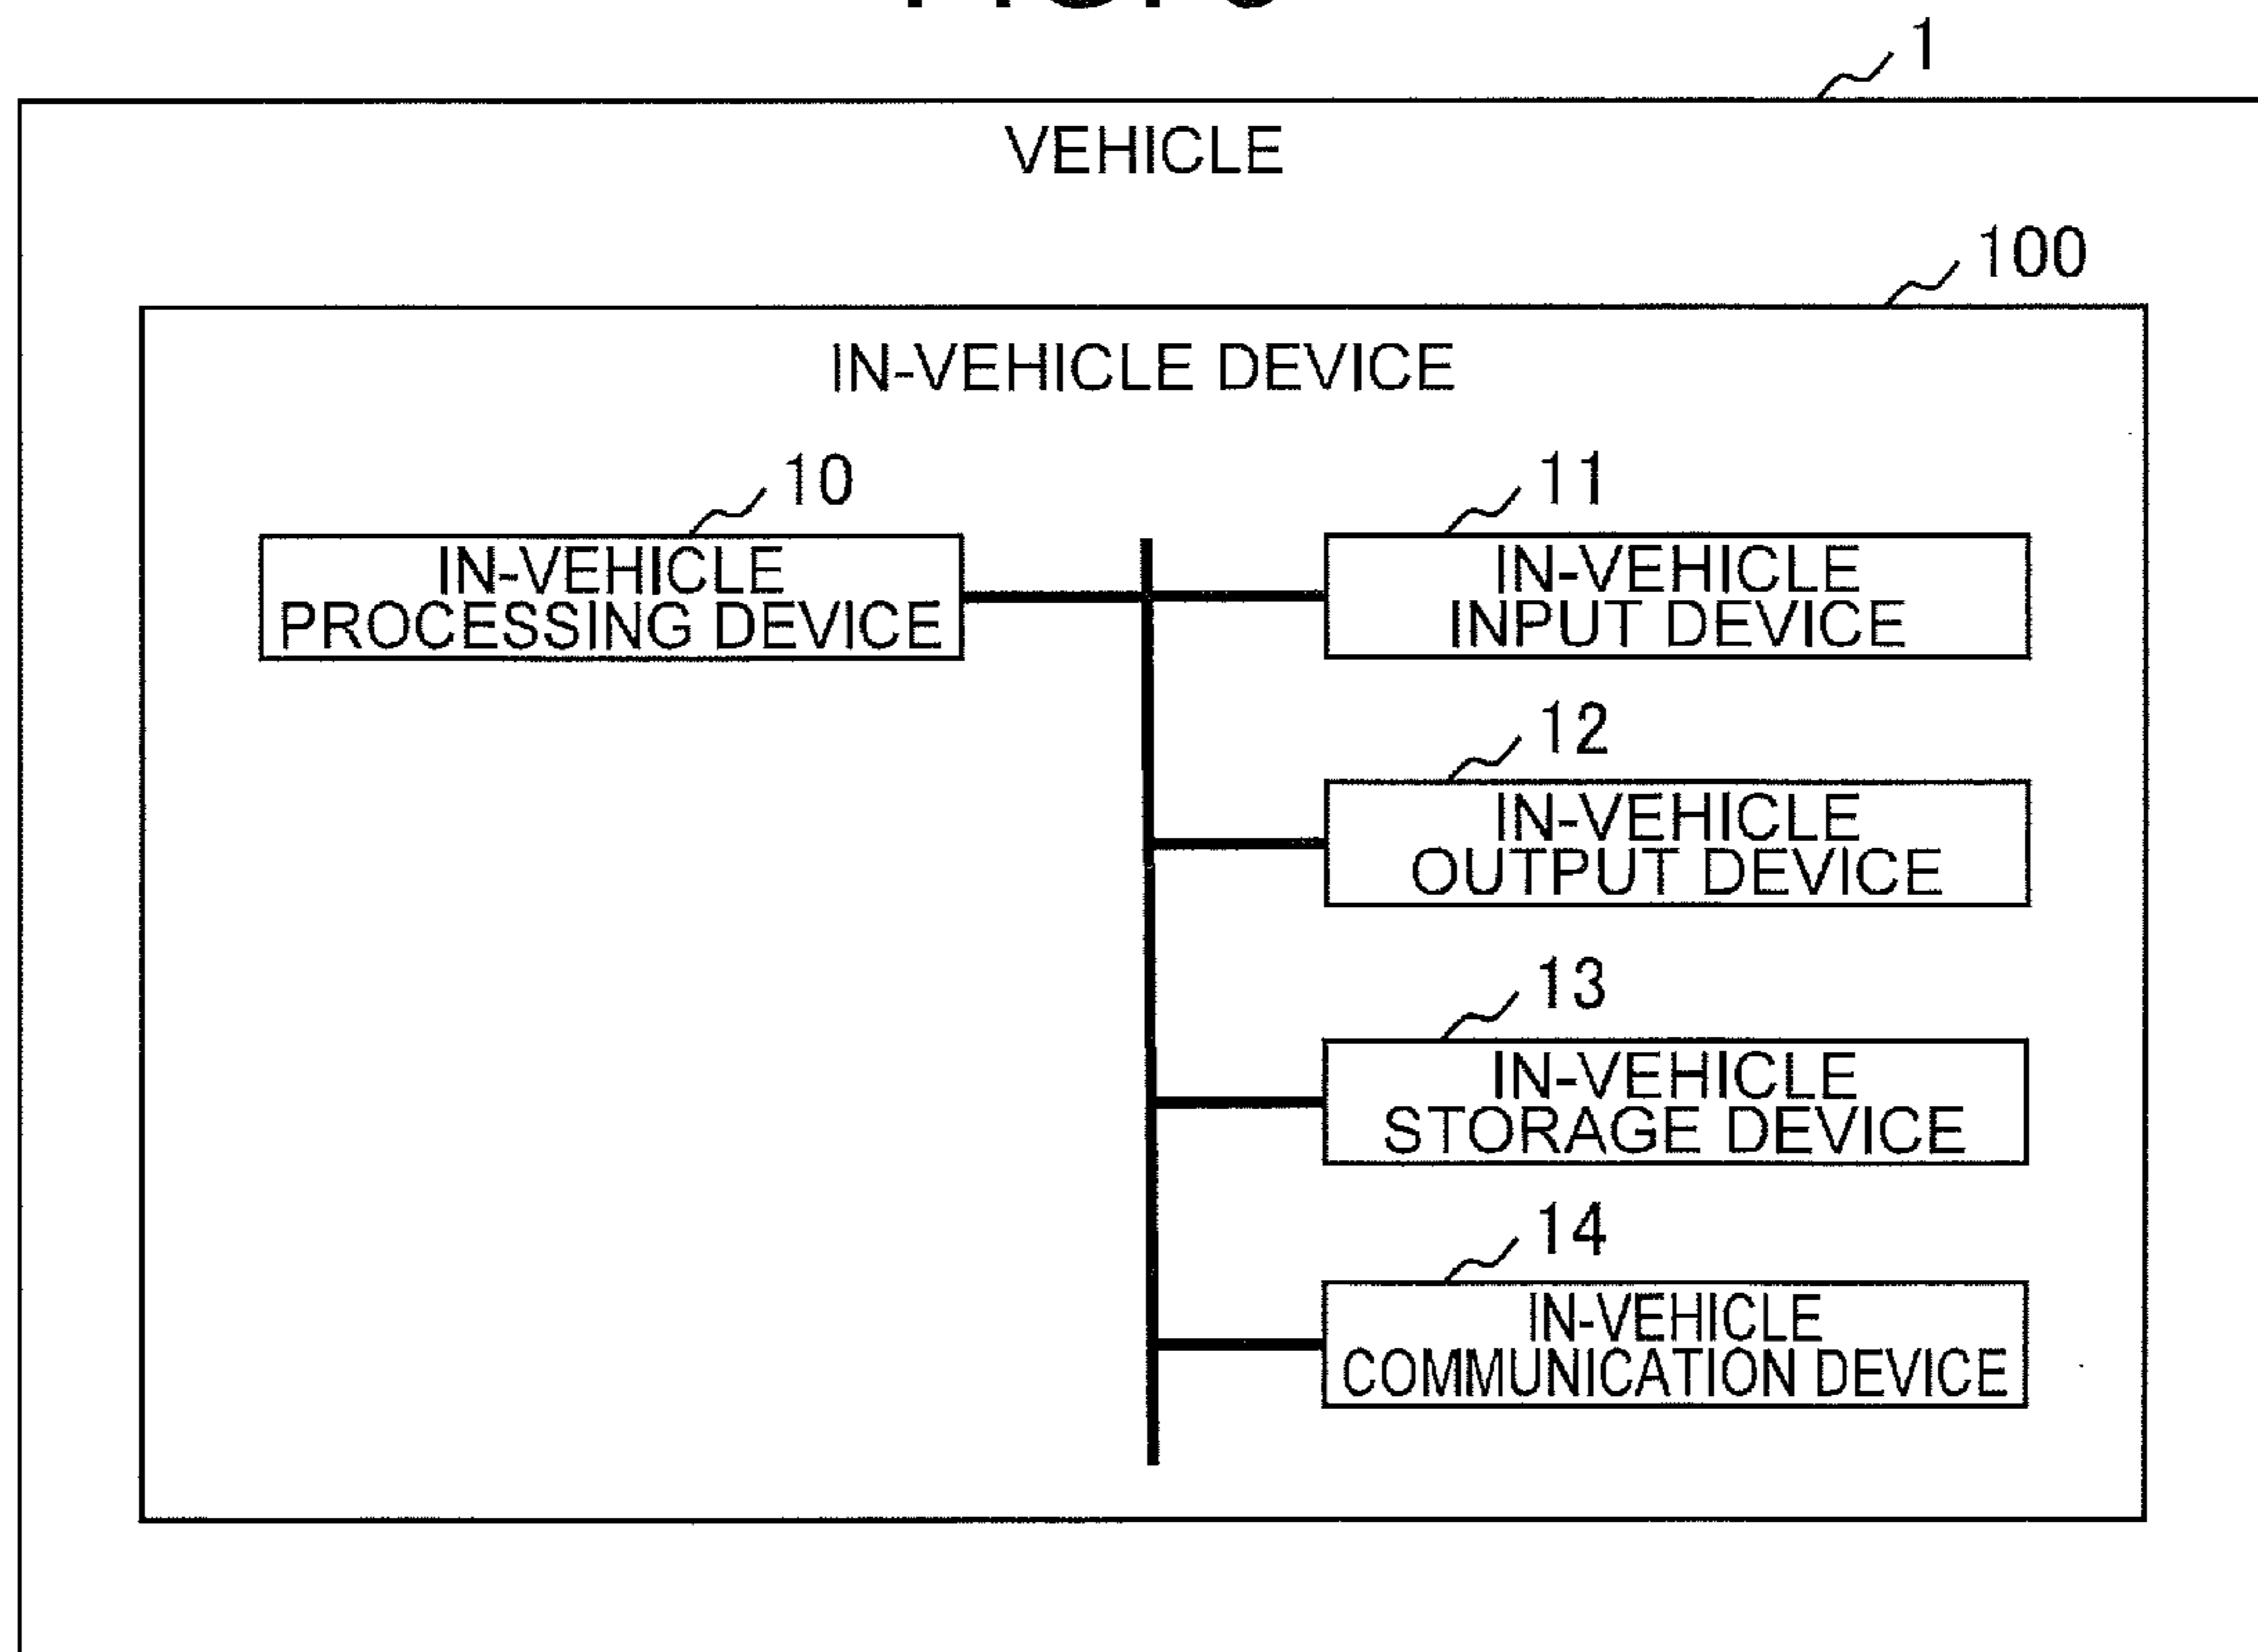 1
VEHICLE
100
IN-VEHICLE DEVICE
10
IN-VEHICLE
PROCESSING DEVICE
11
IN-VEHICLE
INPUT DEVICE
12
IN-VEHICLE
OUTPUT DEVICE
13
IN-VEHICLE
STORAGE DEVICE
14
IN-VEHICLE
COMMUNICATION DEVICE